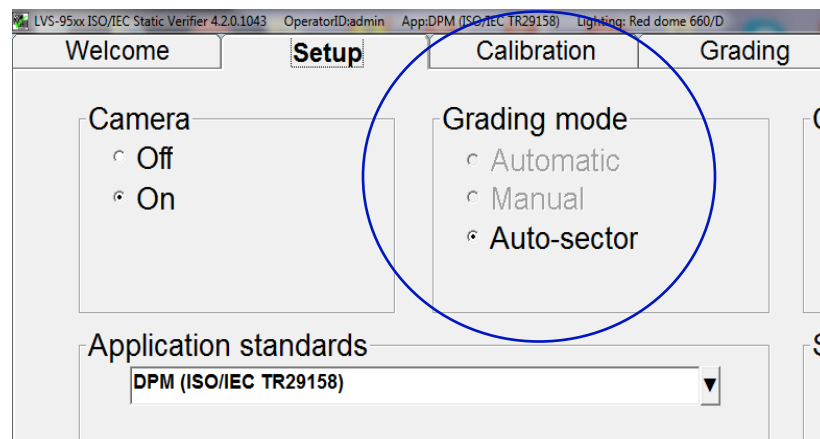 LVS-95xx ISO/IEC Static Verifier 4.2.0.1043 OperatorID:admin App:DPM (ISO/IEC TR29158) Lighting: Red dome 660/D
Welcome Setup Calibration Grading
Camera Grading mode
Off Automatic
On Manual
Auto-sector
Application standards
DPM (ISO/IEC TR29158)